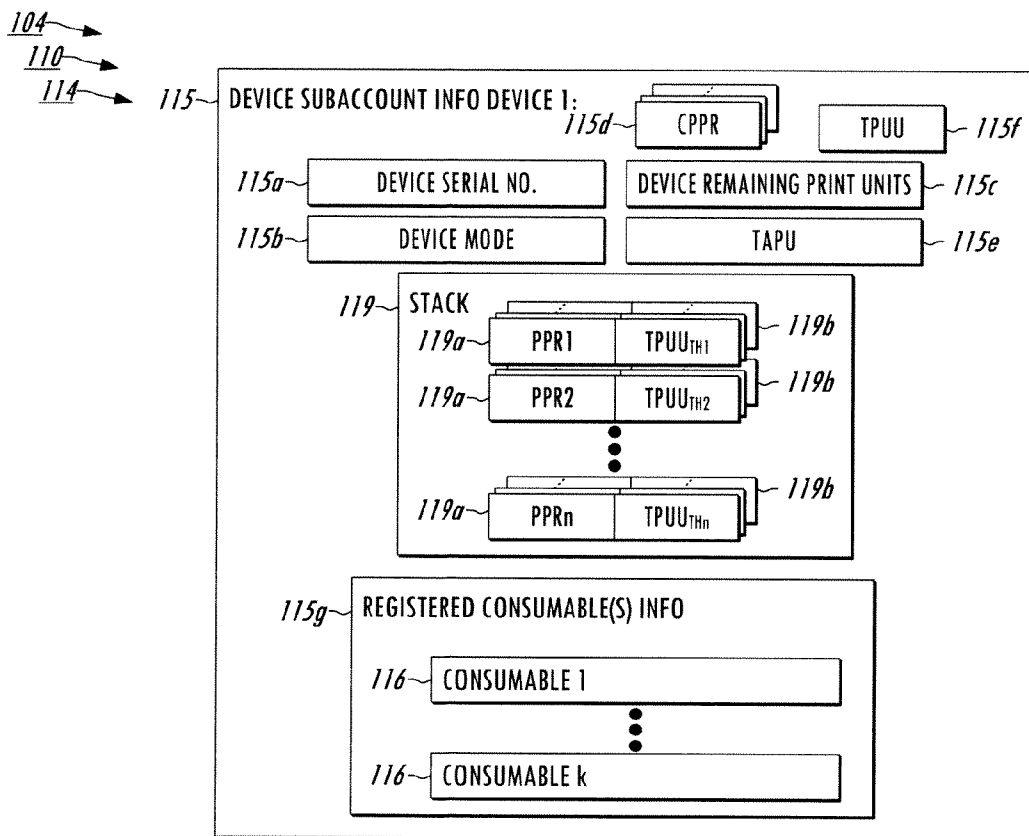 104
110
114
115
DEVICE SUBACCOUNT INFO DEVICE 1:
115d
CPPR
TPUU
115f
115a
DEVICE SERIAL NO.
DEVICE REMAINING PRINT UNITS
115c
115b
DEVICE MODE
TAPU
115e
119
STACK
119a
PPR1
TPUUTH1
119b
119a
PPR2
TPUUTH2
119b
119a
PPRn
TPUUTHn
119b
115g
REGISTERED CONSUMABLE(S) INFO
116
CONSUMABLE 1
116
CONSUMABLE k